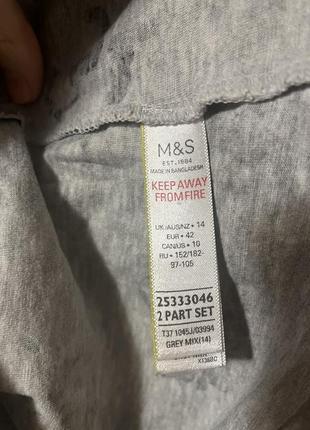 M&S
EST. 1884
MADE IN BANGLADESH
KEEP AWAY
FROM FIRE
UK/AUS/NZ • 14
EUR • 42
CAN/US • 10
RU • 152/182-
97-105
25333046
2 PART SET
T37 1045J/03994
GREY MIX(14)